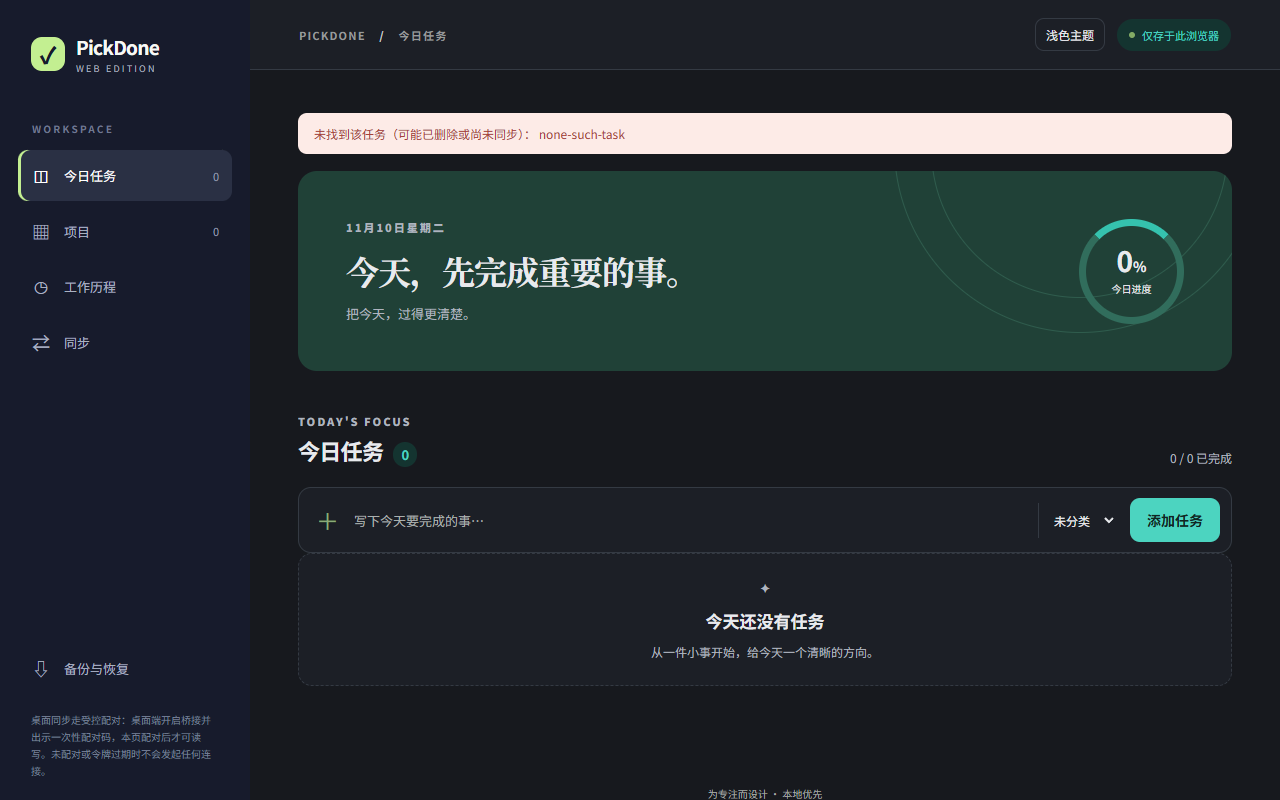 PickDone
WEB EDITION
WORKSPACE
今日任务 0
项目 0
工作历程
同步
备份与恢复
桌面同步走受控配对：桌面端开启桥接并
出示一次性配对码，本页配对后才可读
写。未配对或令牌过期时不会发起任何连
接。
PICKDONE / 今日任务
浅色主题
仅存于此浏览器
未找到该任务（可能已删除或尚未同步）： none-such-task
11月10日星期二
今天，先完成重要的事。
把今天，过得更清楚。
0%
今日进度
TODAY'S FOCUS
今日任务 0
0 / 0 已完成
写下今天要完成的事…
未分类
添加任务
今天还没有任务
从一件小事开始，给今天一个清晰的方向。
为专注而设计 · 本地优先